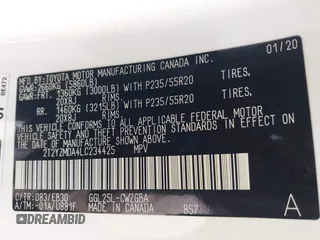 MFD. BY: TOYOTA MOTOR MANUFACTURING CANADA INC.
GVWR: 2660KG (5860LB) 01/20
GAWR: FRT. 1360KG (3000LB) WITH P235/55R20 TIRES,
20X8J RIMS
RR. 1460KG (3215LB) WITH P235/55R20 TIRES,
20X8J RIMS
THIS VEHICLE CONFORMS TO ALL APPLICABLE FEDERAL MOTOR
VEHICLE SAFETY AND BUMPER STANDARDS IN EFFECT ON THE
DATE OF MANUFACTURE SHOWN ABOVE.
2T2YZMDA4LC234425 MPV
C/TR: 083/EB30 GGL25L-CWZGBA
A/TM: -01A/U881F MADE IN CANADA 857 A
0E472
DREAMBID